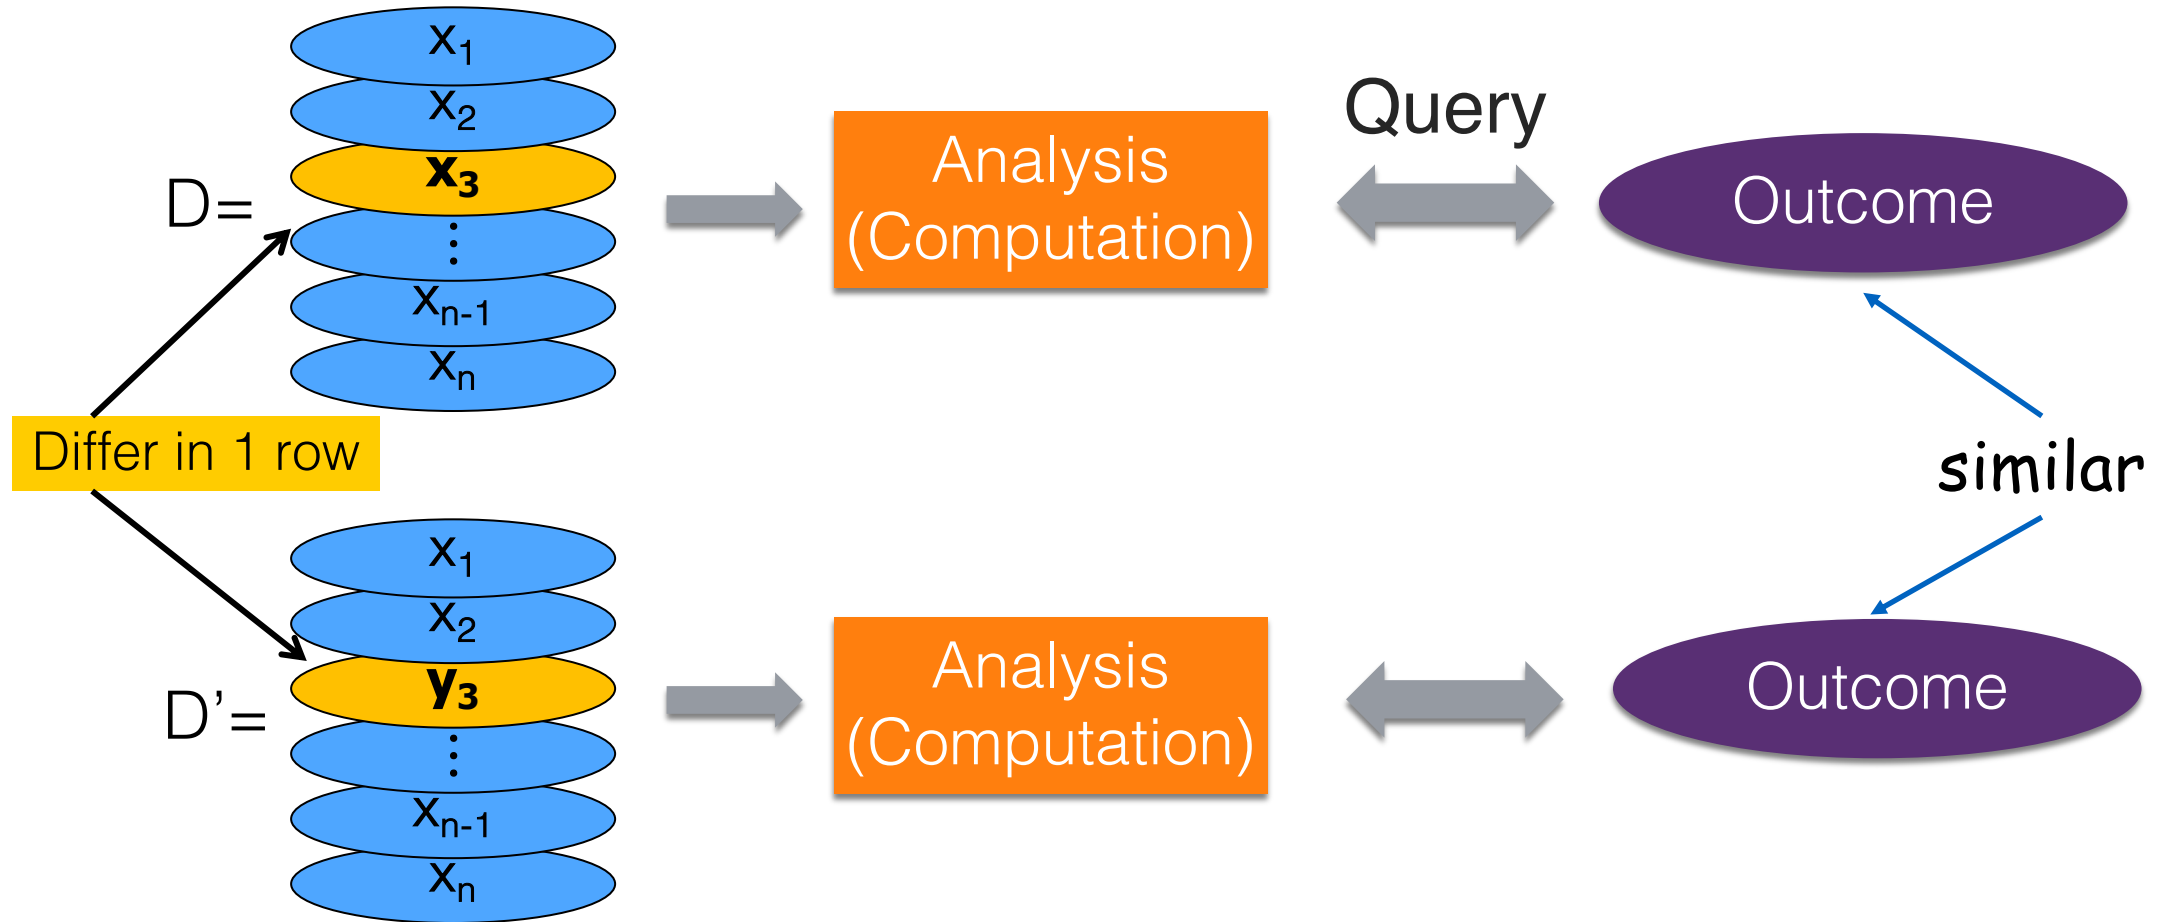 x₁
x₂
x₃
⋮
xₙ₋₁
xₙ
D=
Analysis
(Computation)
Query
Outcome
Differ in 1 row
similar
x₁
x₂
y₃
⋮
xₙ₋₁
xₙ
D’=
Analysis
(Computation)
Outcome